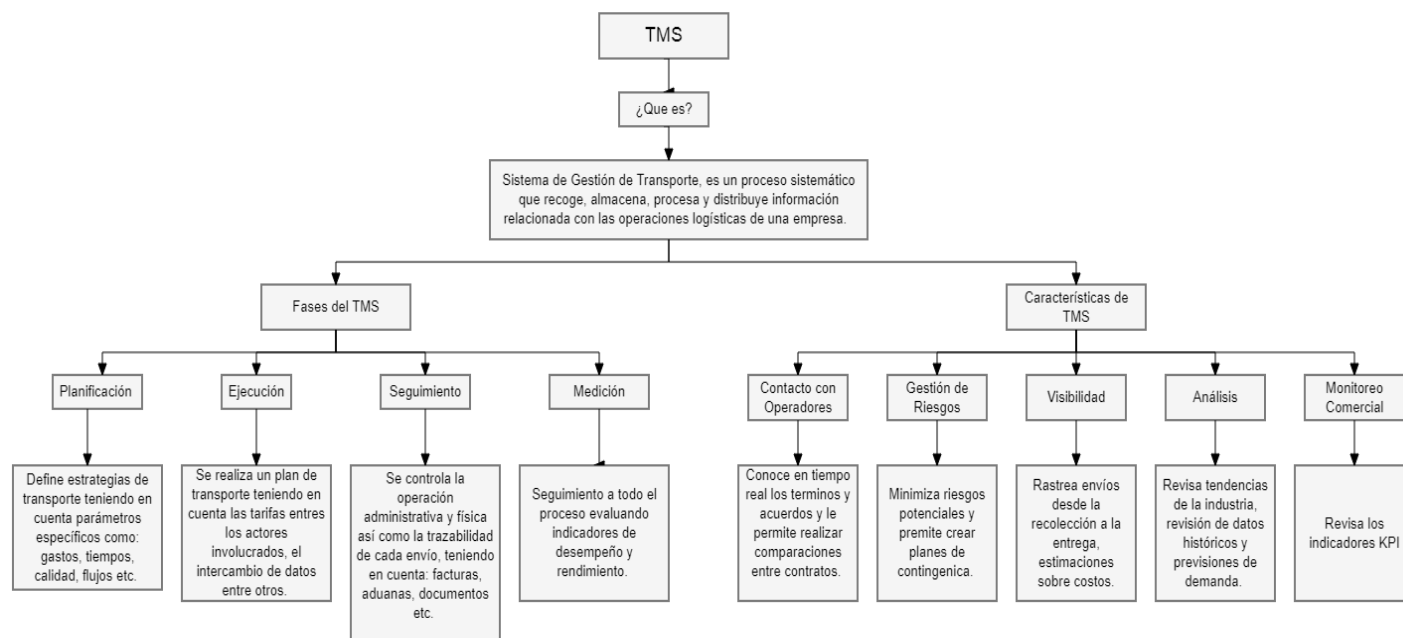 TMS
¿Que es?
Sistema de Gestión de Transporte, es un proceso sistemático
que recoge, almacena, procesa y distribuye información
relacionada con las operaciones logísticas de una empresa.
Fases del TMS
Características de
TMS
Planificación
Ejecución
Seguimiento
Medición
Contacto con
Operadores
Gestión de
Riesgos
Visibilidad
Análisis
Monitoreo
Comercial
Define estrategias de
transporte teniendo en
cuenta parámetros
específicos como:
gastos, tiempos,
calidad, flujos etc.
Se realiza un plan de
transporte teniendo en
cuenta las tarifas entres
los actores
involucrados, el
intercambio de datos
entre otros.
Se controla la
operación
administrativa y física
así como la trazabilidad
de cada envío, teniendo
en cuenta: facturas,
aduanas, documentos
etc.
Seguimiento a todo el
proceso evaluando
indicadores de
desempeño y
rendimiento.
Conoce en tiempo
real los terminos y
acuerdos y le
permite realizar
comparaciones
entre contratos.
Minimiza riesgos
potenciales y
premite crear
planes de
contingenica.
Rastrea envíos
desde la
recolección a la
entrega,
estimaciones
sobre costos.
Revisa tendencias
de la industria,
revisión de datos
históricos y
previsiones de
demanda.
Revisa los
indicadores KPI